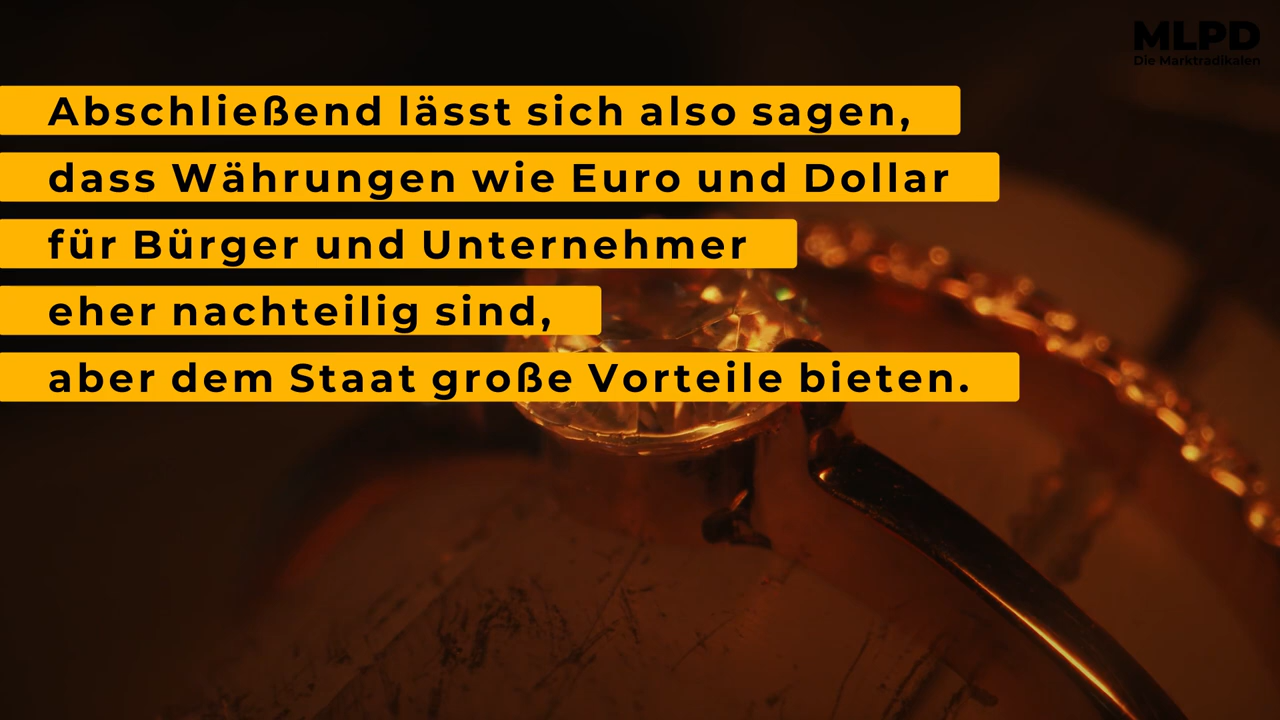 MLPD
Die Marktradikalen
Abschließend lässt sich also sagen,
dass Währungen wie Euro und Dollar
für Bürger und Unternehmer
eher nachteilig sind,
aber dem Staat große Vorteile bieten.